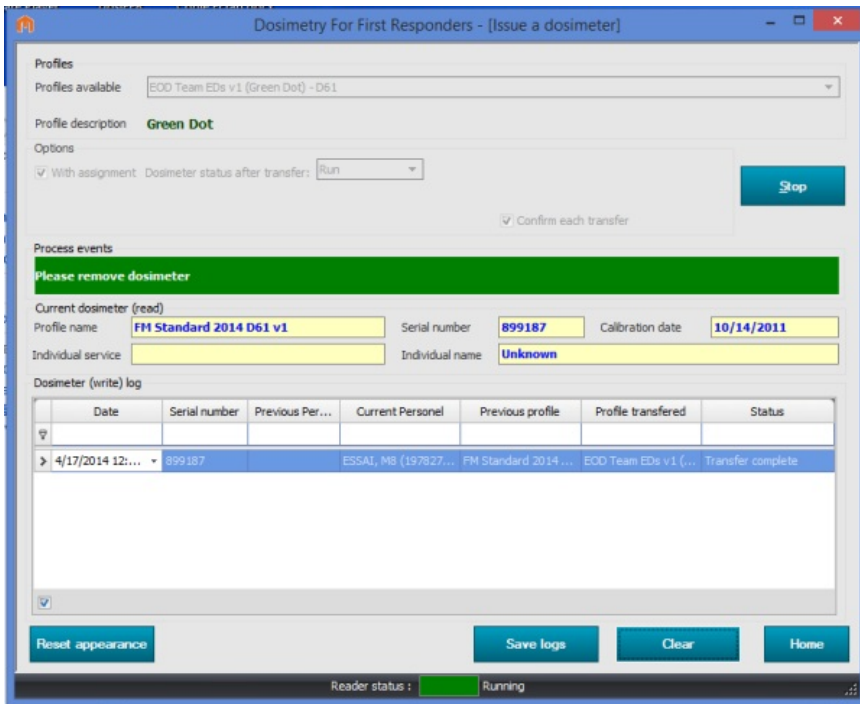 Dosimetry For First Responders - [Issue a dosimeter]
Profiles
Profiles available EOD Team EDs v1 (Green Dot) - D61
Profile description Green Dot
Options
With assignment Dosimeter status after transfer: Run
Stop
Confirm each transfer
Process events
Please remove dosimeter
Current dosimeter (read)
Profile name FM Standard 2014 D61 v1 Serial number 899187 Calibration date 10/14/2011
Individual service Individual name Unknown
Dosimeter (write) log
Date Serial number Previous Per... Current Personel Previous profile Profile transfered Status
4/17/2014 12:... 899187 ESSAI, M8 (197827... FM Standard 2014 ... EOD Team EDs v1 (... Transfer complete
Reset appearance Save logs Clear Home
Reader status : Running